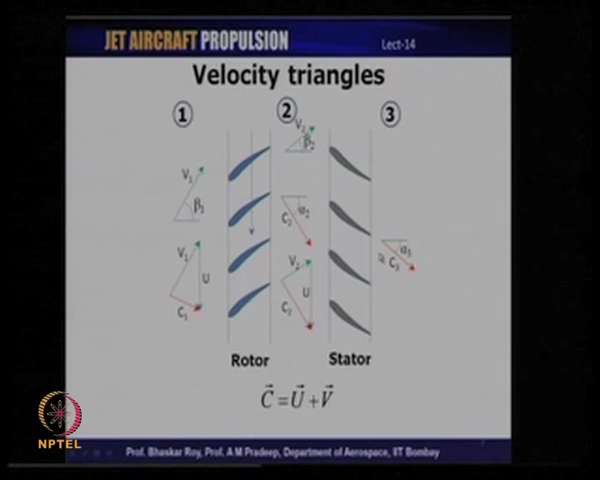 JET AIRCRAFT PROPULSION
Lect-14
Velocity triangles
1 2 3
V₂
β₂
V₁
β₁
C₂
α₂
V₁
U
C₁
V₂
U
C₂
α₃
C₃
Rotor
Stator
C⃗ = U⃗ + V⃗
NPTEL
Prof. Bhaskar Roy, Prof. A M Pradeep, Department of Aerospace, IIT Bombay